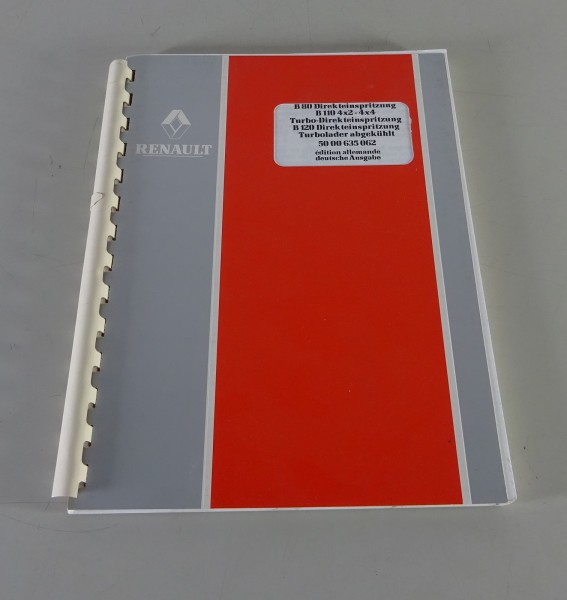 RENAULT
B 80 Direkteinspritzung
B 110 4x2 - 4x4
Turbo-Direkteinspritzung
B 120 Direkteinspritzung
Turbolader abgekühlt
50 00 635 062
édition allemande
deutsche Ausgabe